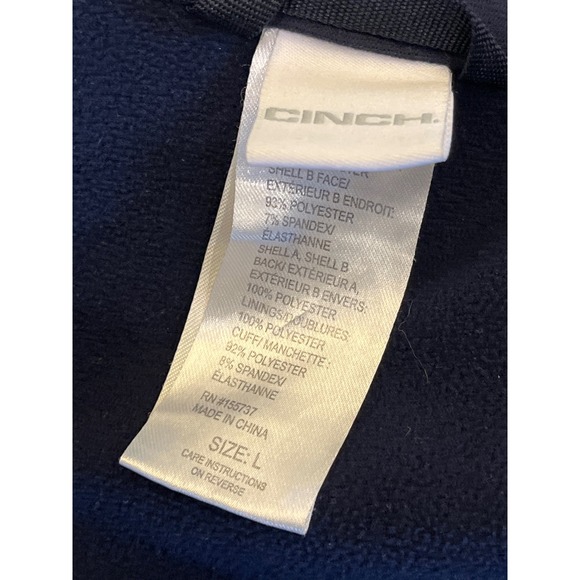 CINCH.
SHELL B FACE/
EXTÉRIEUR B ENDROIT:
93% POLYESTER
7% SPANDEX/
ÉLASTHANNE
SHELL A, SHELL B
BACK/ EXTÉRIEUR A,
EXTÉRIEUR B ENVERS:
100% POLYESTER
LININGS/DOUBLURES:
100% POLYESTER
CUFF/ MANCHETTE :
92% POLYESTER
8% SPANDEX/
ÉLASTHANNE
RN #155737
MADE IN CHINA
SIZE: L
CARE INSTRUCTIONS
ON REVERSE